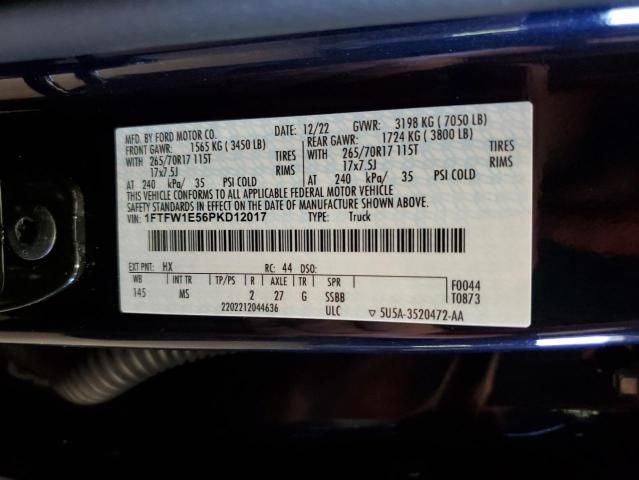 MFD. BY FORD MOTOR CO. DATE: 12/22 GVWR: 3198 KG ( 7050 LB)
FRONT GAWR: 1565 KG ( 3450 LB) REAR GAWR: 1724 KG ( 3800 LB)
WITH 265/70R17 115T TIRES WITH 265/70R17 115T TIRES
17x7.5J RIMS 17x7.5J RIMS
AT 240 kPa/ 35 PSI COLD AT 240 kPa/ 35 PSI COLD
THIS VEHICLE CONFORMS TO ALL APPLICABLE FEDERAL MOTOR VEHICLE
SAFETY STANDARDS IN EFFECT ON THE DATE OF MANUFACTURE SHOWN ABOVE.
VIN: 1FTFW1E56PKD12017 TYPE: Truck
EXT PNT: HX RC: 44 DSO:
WB INT TR TP/PS R AXLE TR SPR F0044
145 MS 2 27 G SSBB T0873
2202212044636 ULC 5U5A-3520472-AA